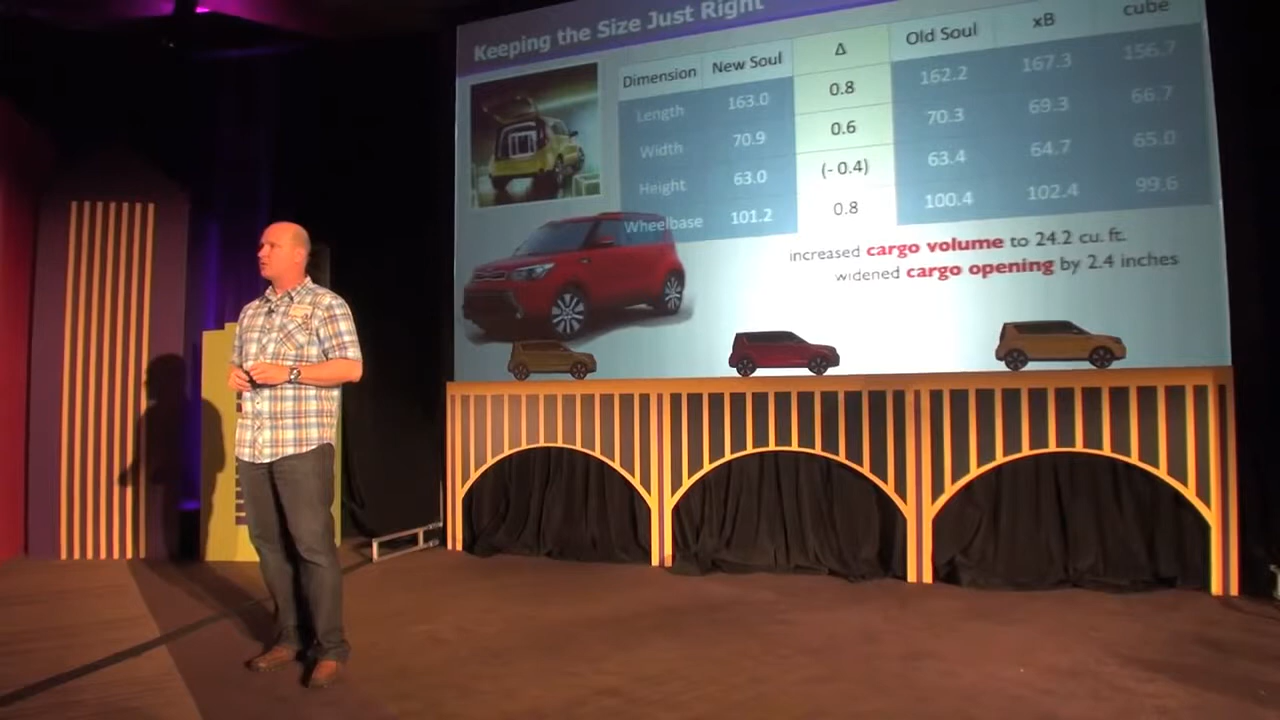 Keeping the Size Just Right
Dimension New Soul Δ Old Soul xB cube
Length 163.0 0.8 162.2 167.3 156.7
Width 70.9 0.6 70.3 69.3 66.7
Height 63.0 (- 0.4) 63.4 64.7 65.0
Wheelbase 101.2 0.8 100.4 102.4 99.6
increased cargo volume to 24.2 cu. ft.
widened cargo opening by 2.4 inches